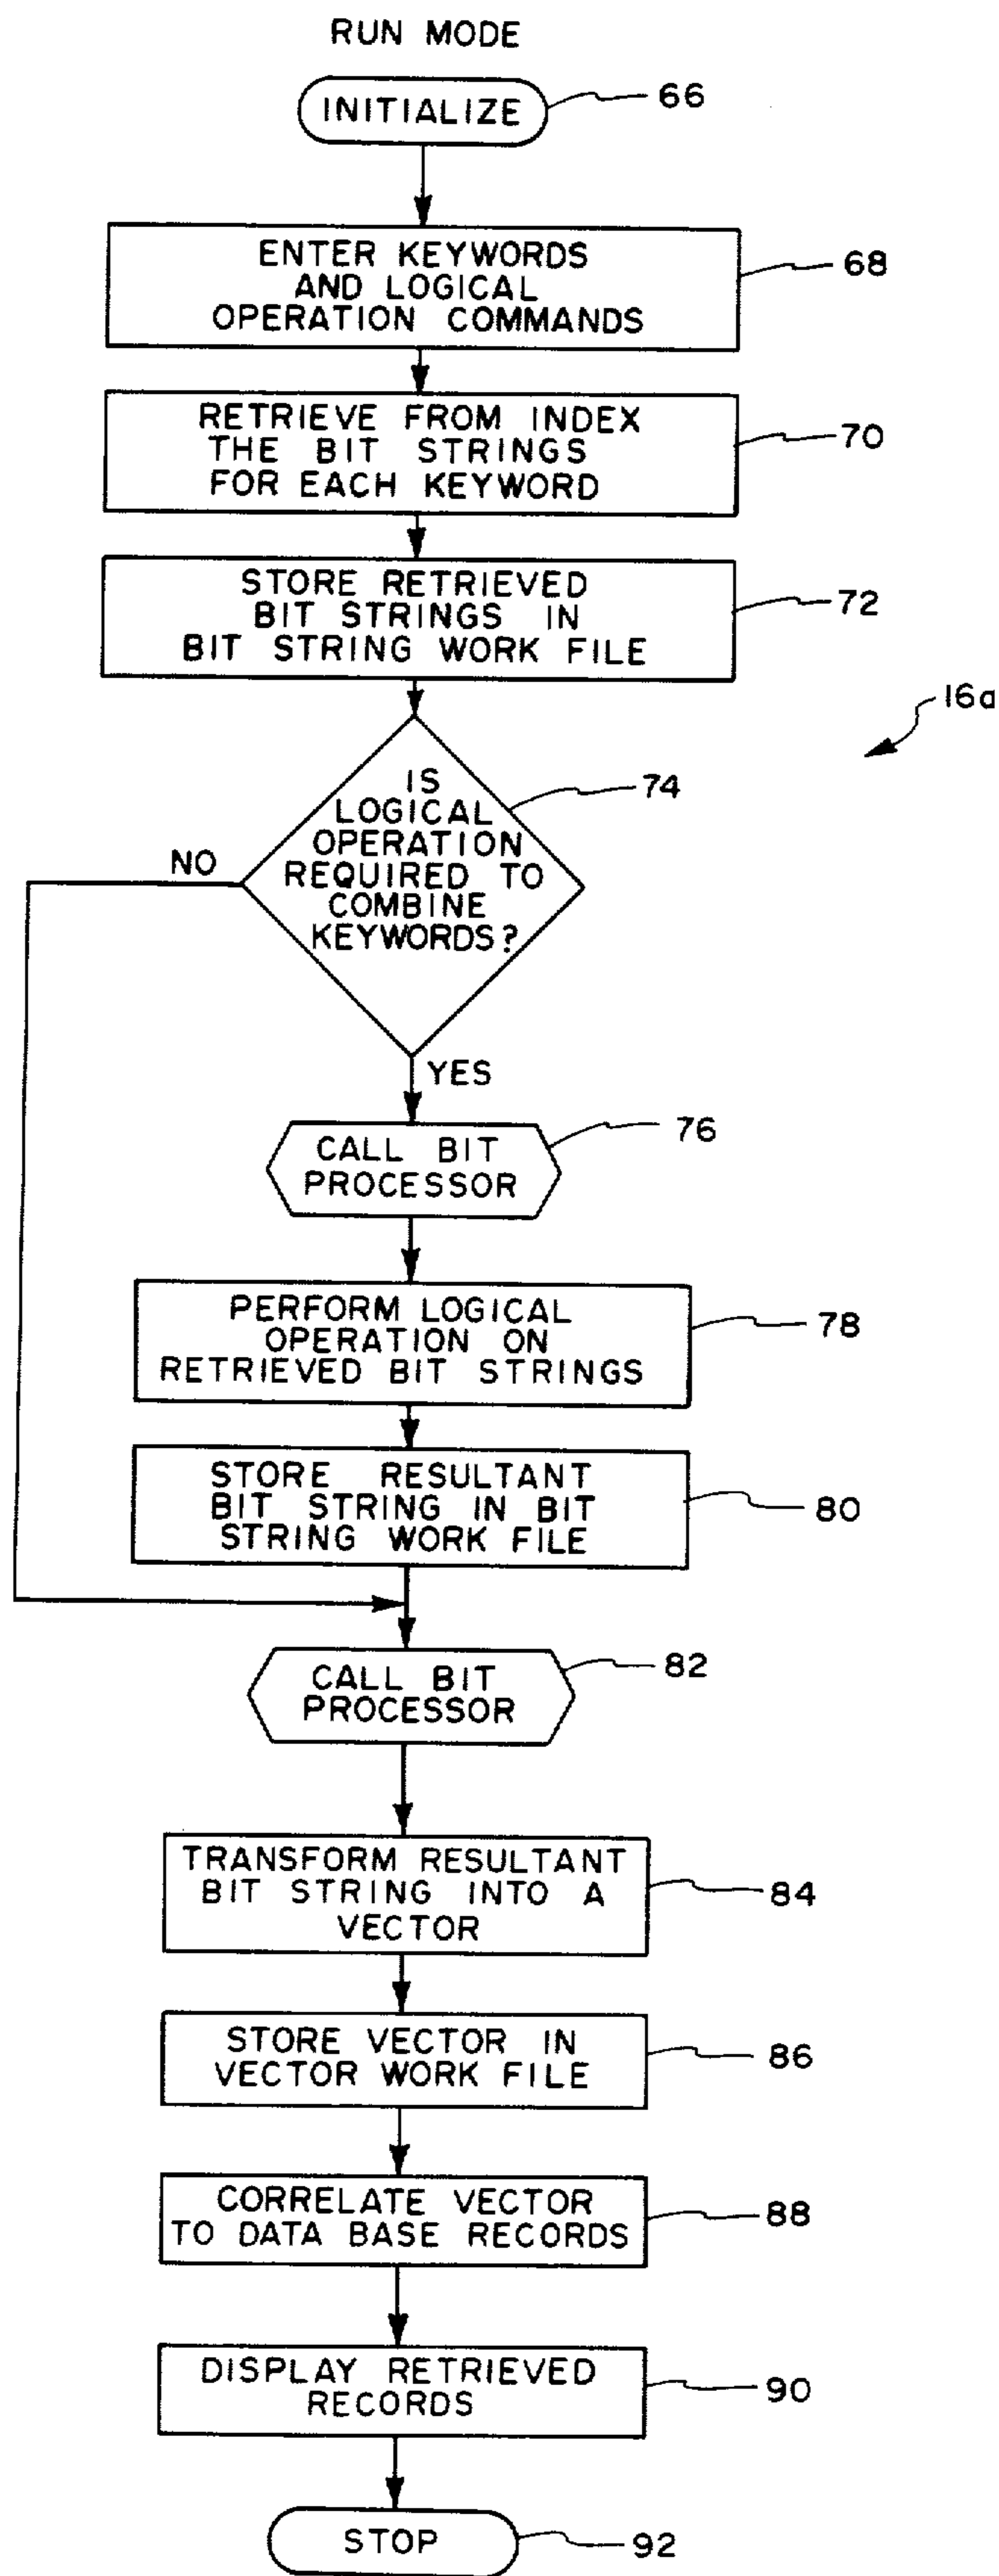 RUN MODE
INITIALIZE
66
ENTER KEYWORDS
AND LOGICAL
OPERATION COMMANDS
68
RETRIEVE FROM INDEX
THE BIT STRINGS
FOR EACH KEYWORD
70
STORE RETRIEVED
BIT STRINGS IN
BIT STRING WORK FILE
72
16a
IS
LOGICAL
OPERATION
REQUIRED TO
COMBINE
KEYWORDS?
74
NO
YES
CALL BIT
PROCESSOR
76
PERFORM LOGICAL
OPERATION ON
RETRIEVED BIT STRINGS
78
STORE RESULTANT
BIT STRING IN BIT
STRING WORK FILE
80
CALL BIT
PROCESSOR
82
TRANSFORM RESULTANT
BIT STRING INTO A
VECTOR
84
STORE VECTOR IN
VECTOR WORK FILE
86
CORRELATE VECTOR
TO DATA BASE RECORDS
88
DISPLAY RETRIEVED
RECORDS
90
STOP
92